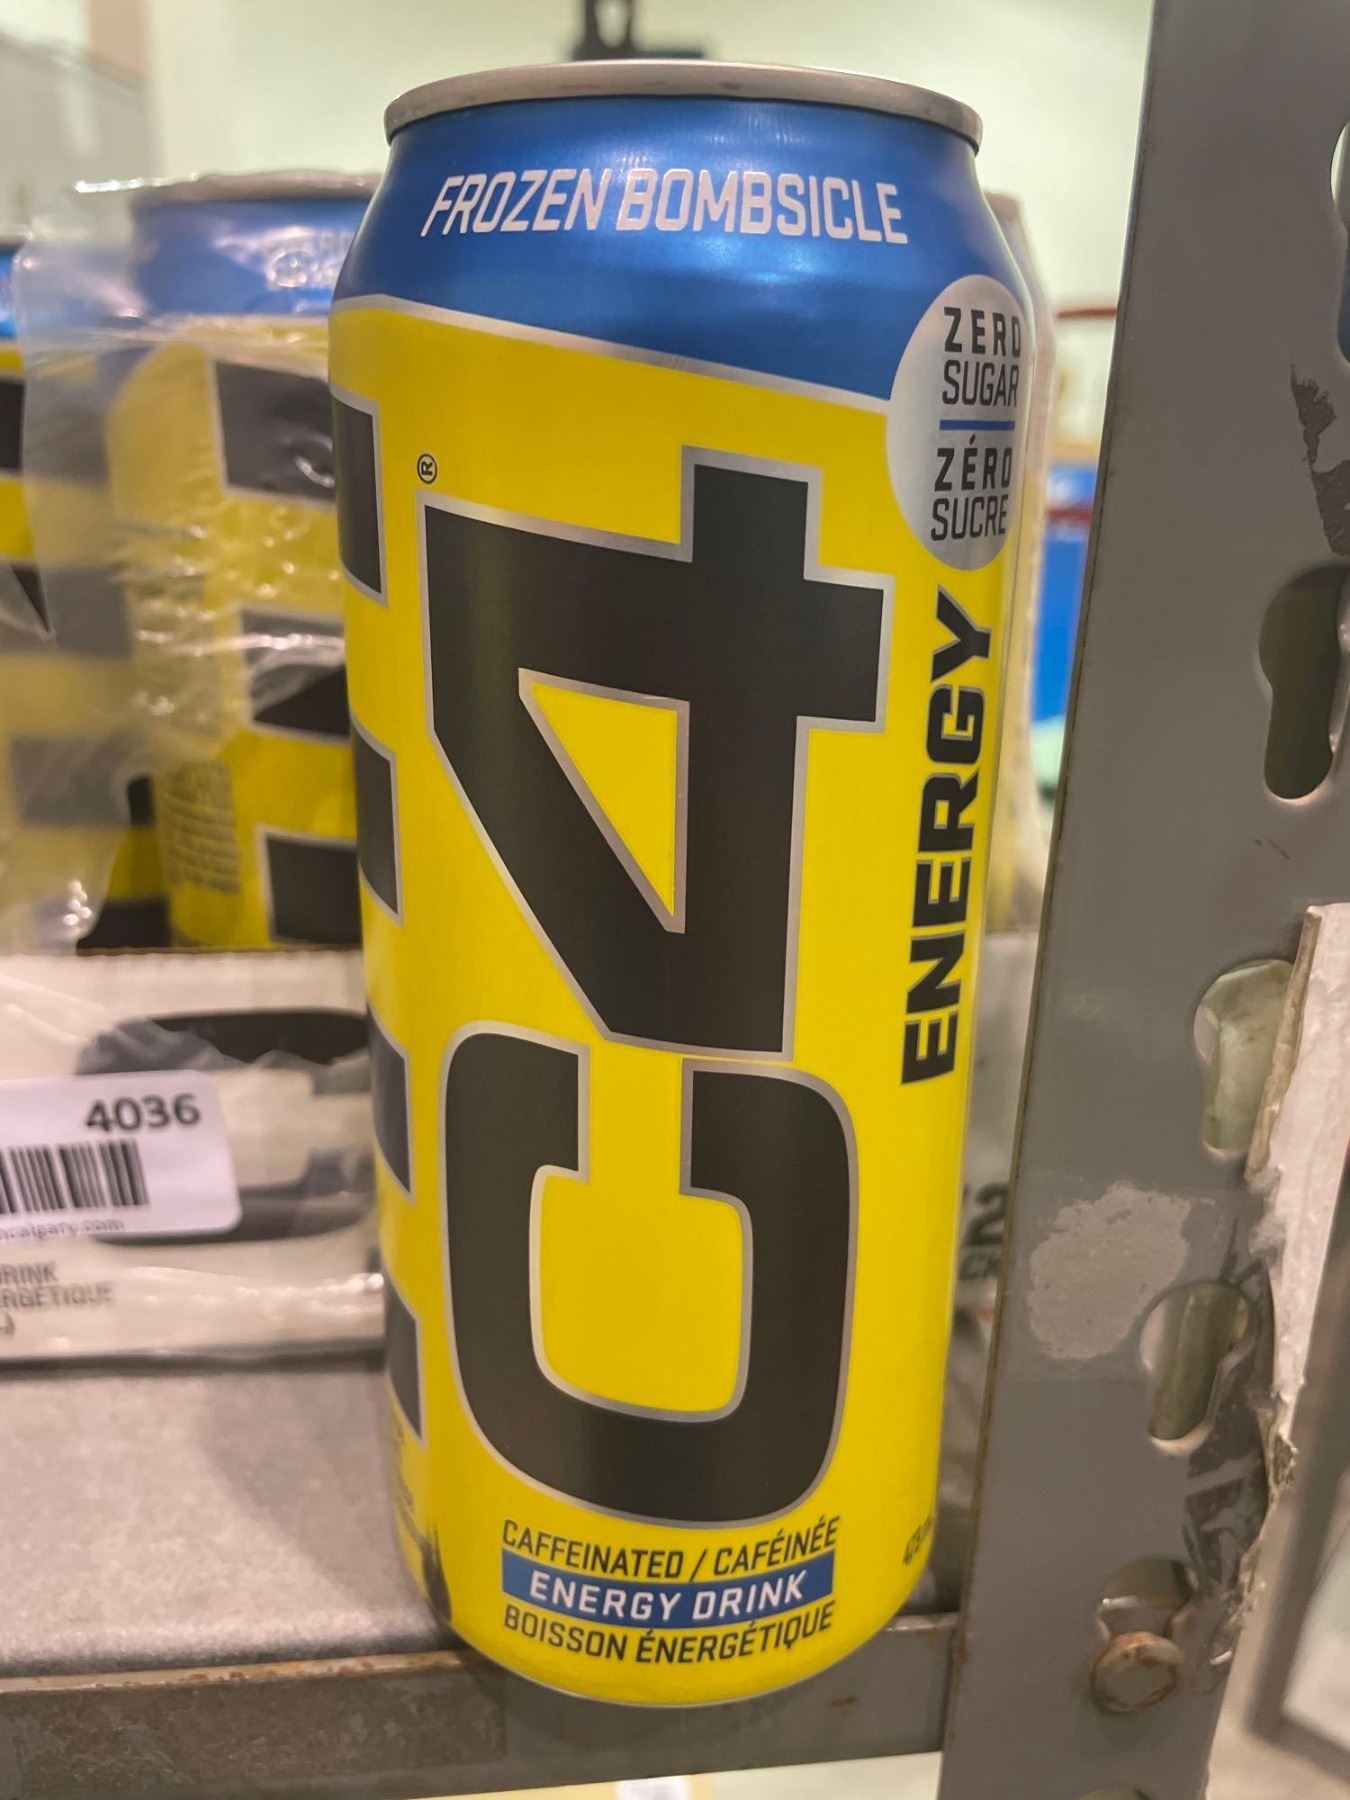 FROZEN BOMBSICLE
ZERO
SUGAR
ZÉRO
SUCRE
®
C4
ENERGY
CAFFEINATED / CAFÉINÉE
ENERGY DRINK
BOISSON ÉNERGÉTIQUE
4036